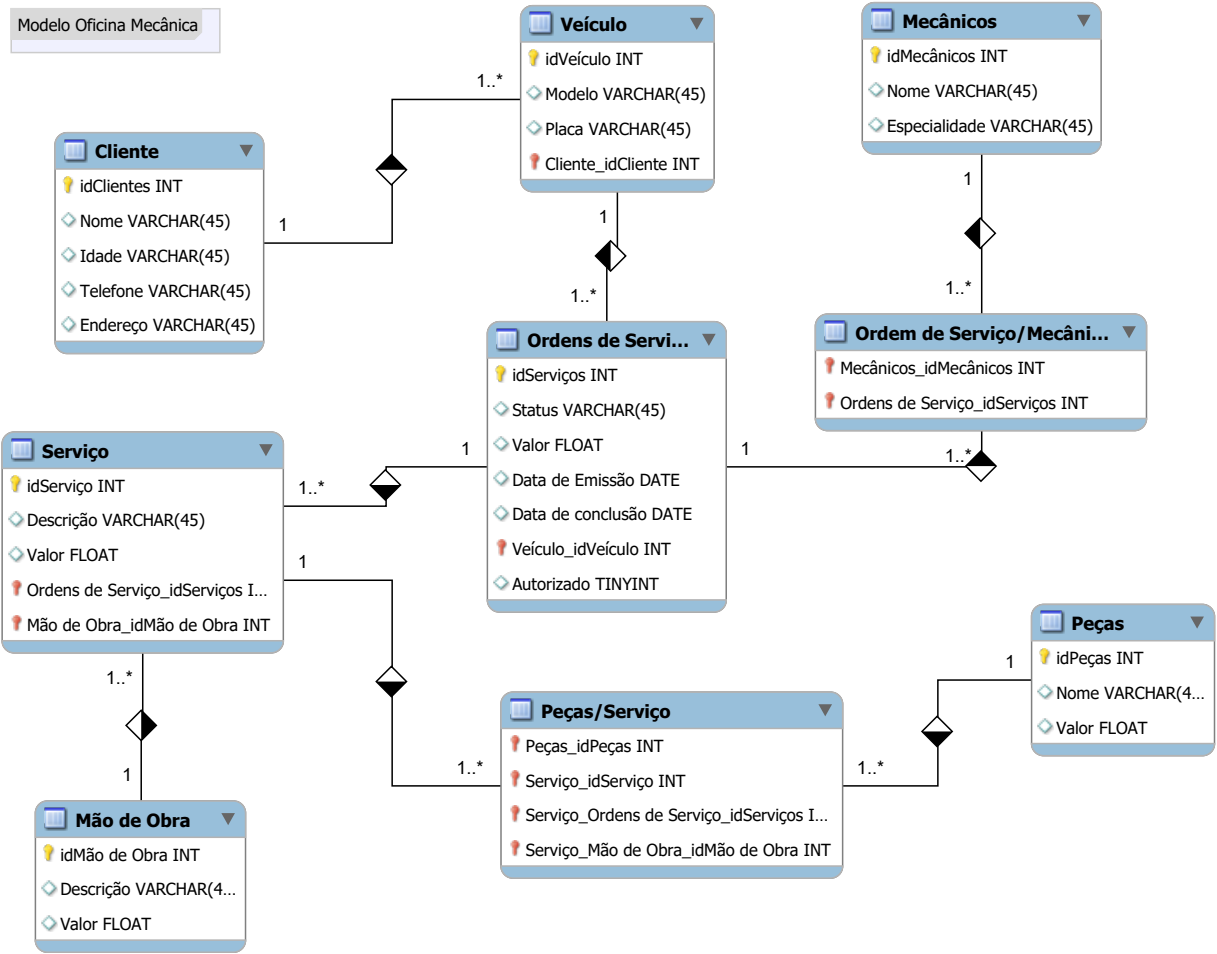 Modelo Oficina Mecânica
Veículo
idVeículo INT
Modelo VARCHAR(45)
Placa VARCHAR(45)
Cliente_idCliente INT
Mecânicos
idMecânicos INT
Nome VARCHAR(45)
Especialidade VARCHAR(45)
1..*
Cliente
idClientes INT
Nome VARCHAR(45)
Idade VARCHAR(45)
Telefone VARCHAR(45)
Endereço VARCHAR(45)
1
1
1..*
1
1..*
Ordens de Servi...
idServiços INT
Status VARCHAR(45)
Valor FLOAT
Data de Emissão DATE
Data de conclusão DATE
Veículo_idVeículo INT
Autorizado TINYINT
Ordem de Serviço/Mecâni...
Mecânicos_idMecânicos INT
Ordens de Serviço_idServiços INT
1
1..*
Serviço
idServiço INT
Descrição VARCHAR(45)
Valor FLOAT
Ordens de Serviço_idServiços I...
Mão de Obra_idMão de Obra INT
1
1..*
1
1..*
1
Mão de Obra
idMão de Obra INT
Descrição VARCHAR(4...
Valor FLOAT
1..*
Peças/Serviço
Peças_idPeças INT
Serviço_idServiço INT
Serviço_Ordens de Serviço_idServiços I...
Serviço_Mão de Obra_idMão de Obra INT
1..*
1
Peças
idPeças INT
Nome VARCHAR(4...
Valor FLOAT